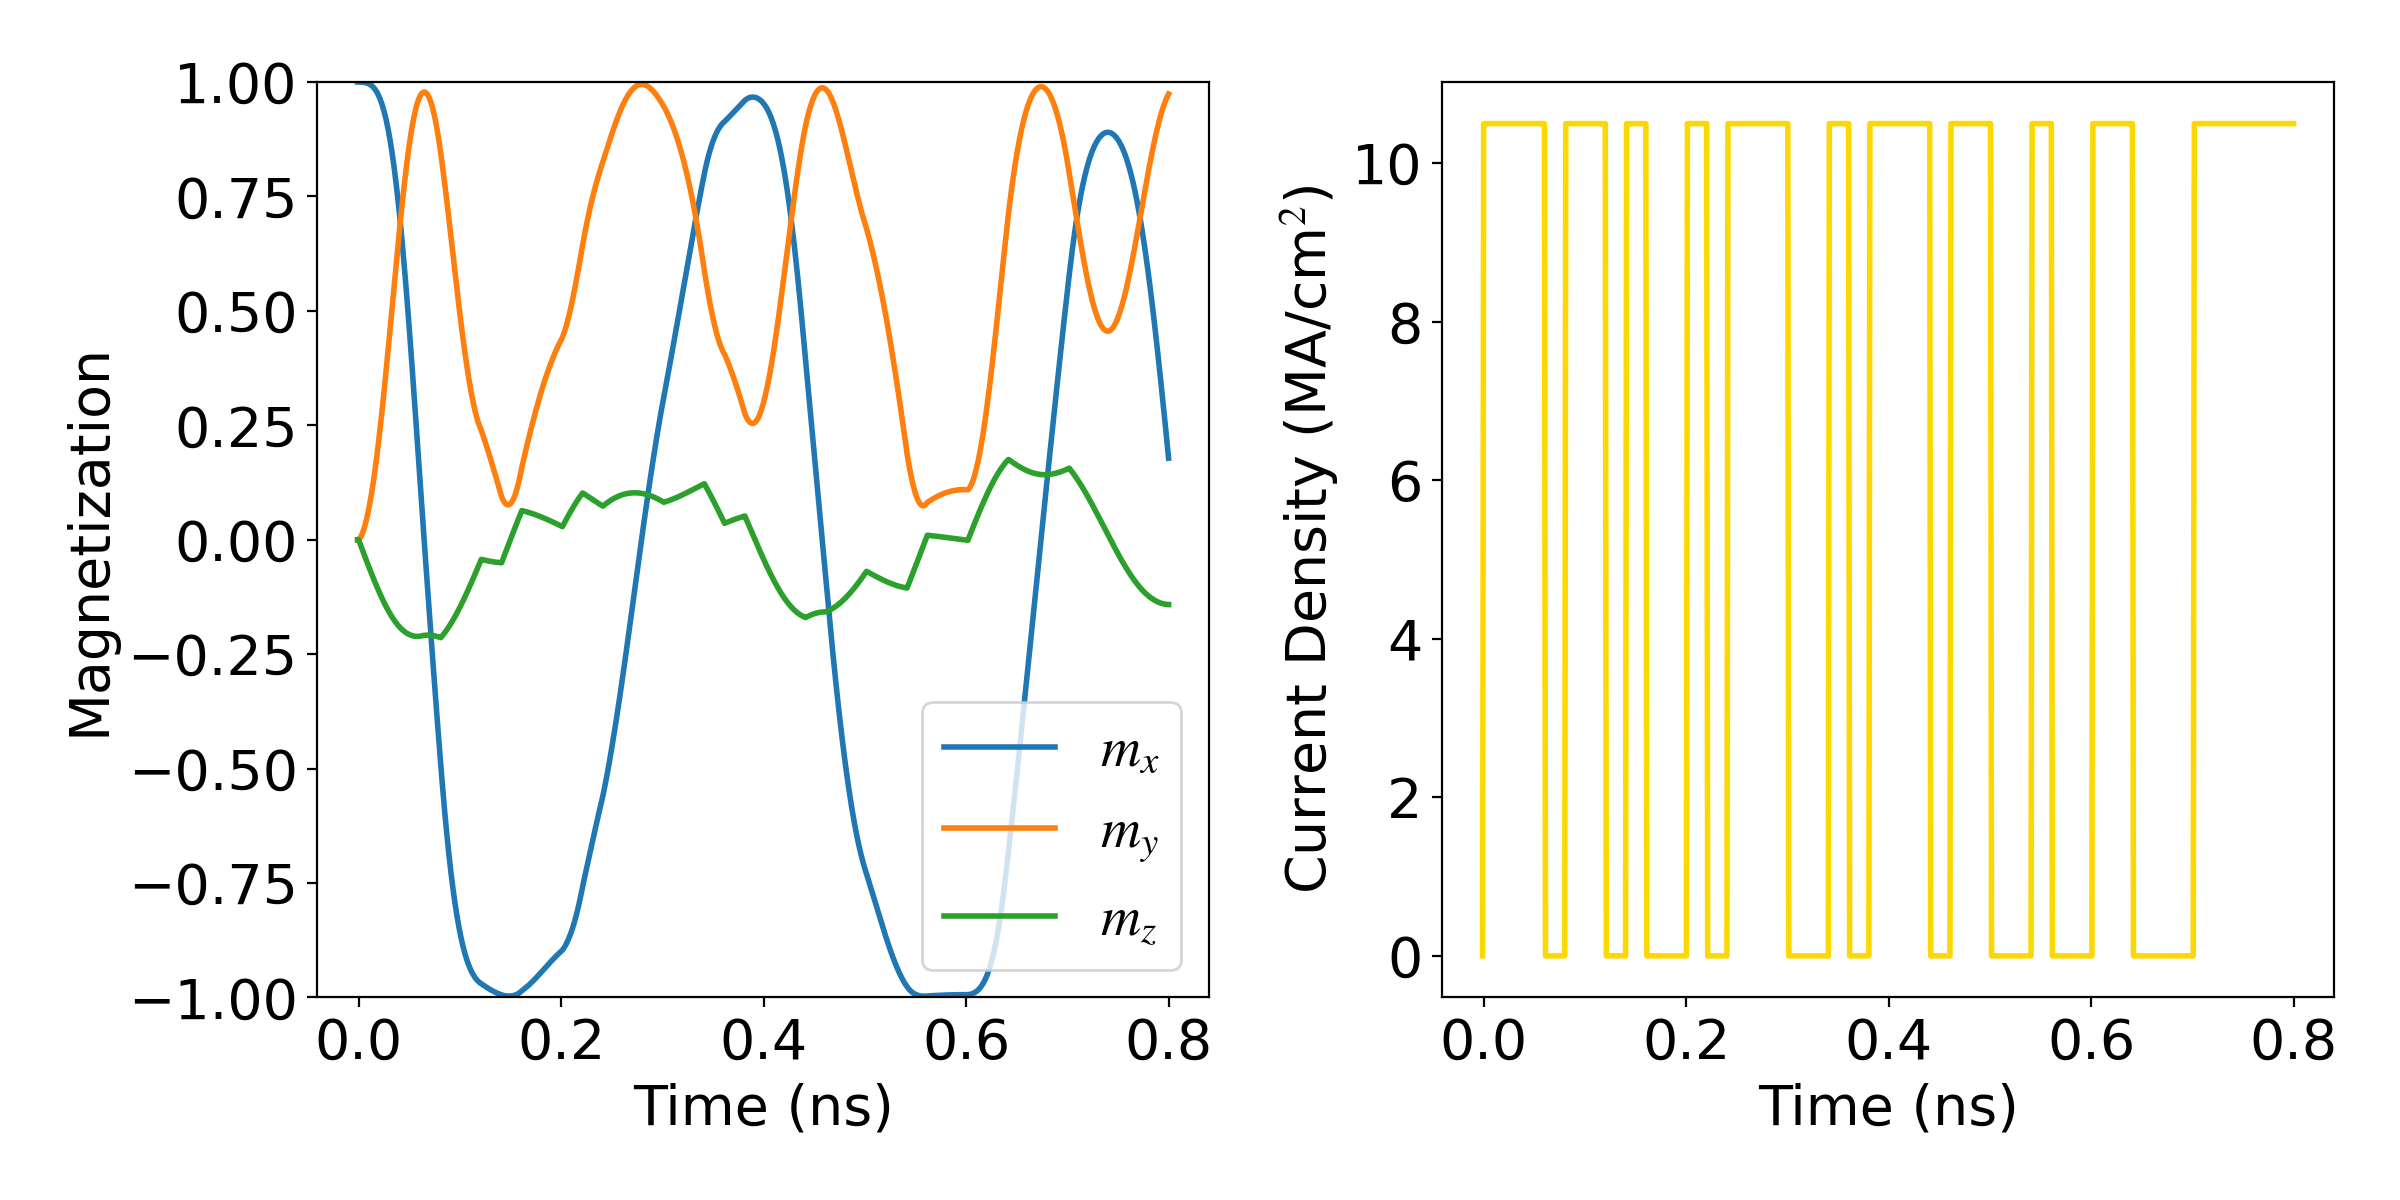 1.00
0.75
0.50
0.25
0.00
−0.25
−0.50
−0.75
−1.00
Magnetization
0.0 0.2 0.4 0.6 0.8
Time (ns)
m_x
m_y
m_z
10
8
6
4
2
0
Current Density (MA/cm²)
0.0 0.2 0.4 0.6 0.8
Time (ns)